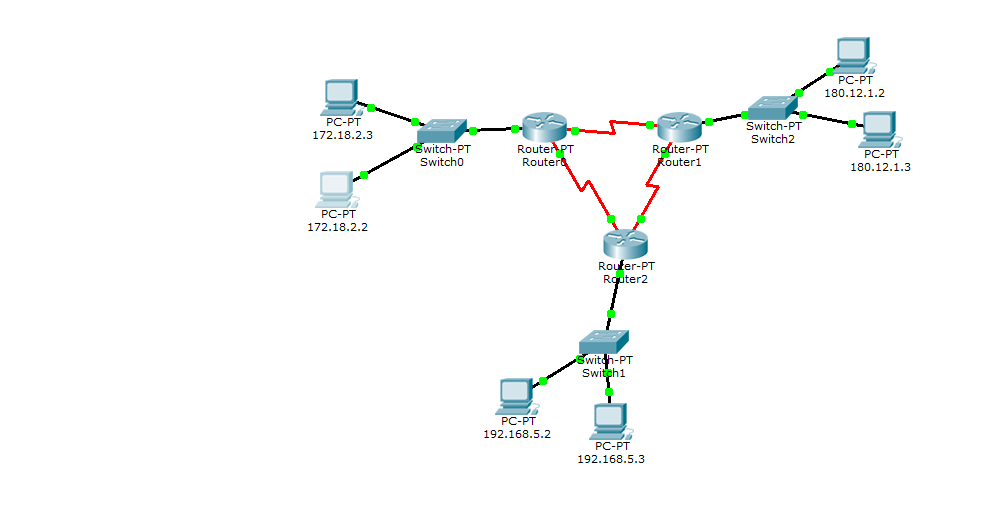 PC-PT
180.12.1.2
PC-PT
172.18.2.3
Switch-PT
Switch2
Switch-PT
Switch0
Router-PT
Router0
Router-PT
Router1
PC-PT
180.12.1.3
PC-PT
172.18.2.2
Router-PT
Router2
Switch-PT
Switch1
PC-PT
192.168.5.2
PC-PT
192.168.5.3